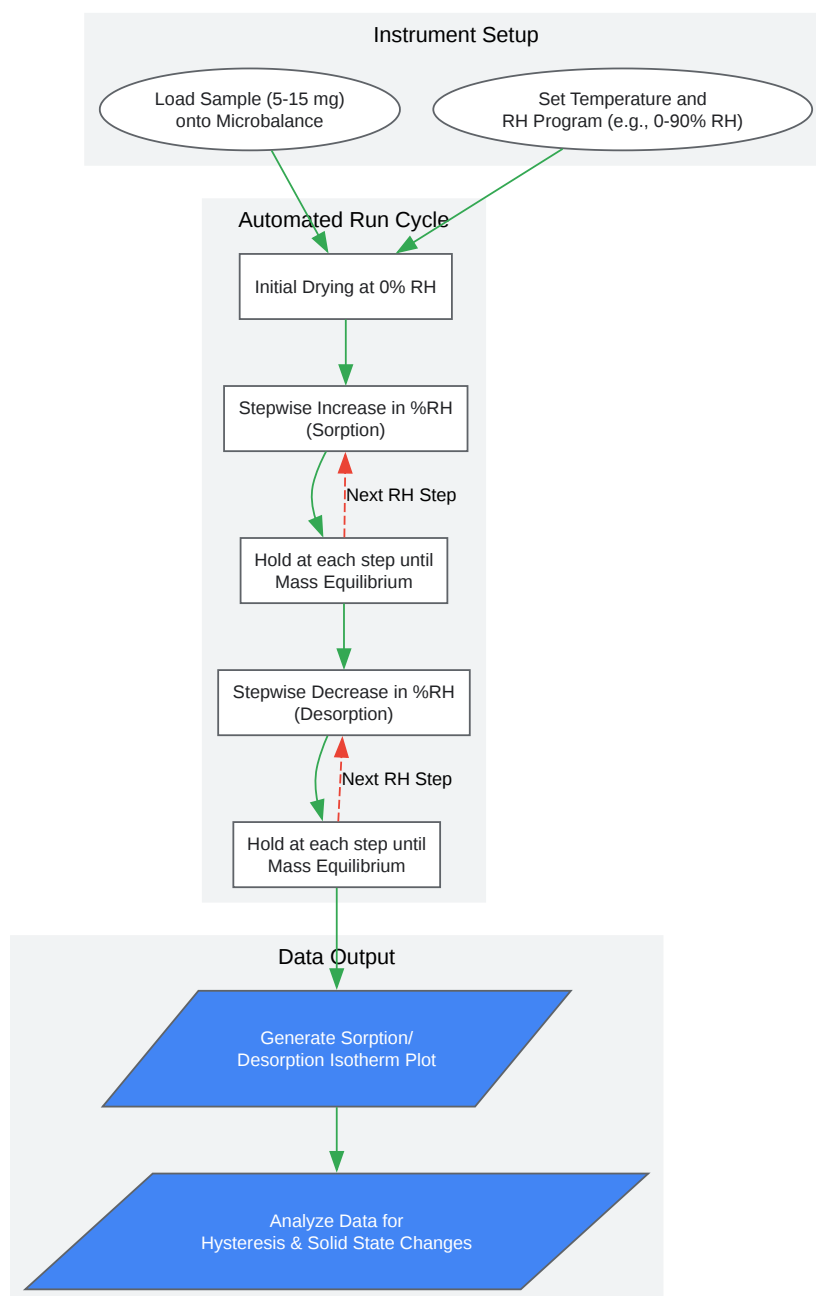 Instrument Setup
Load Sample (5-15 mg)
onto Microbalance
Set Temperature and
RH Program (e.g., 0-90% RH)
Automated Run Cycle
Initial Drying at 0% RH
Stepwise Increase in %RH
(Sorption)
Next RH Step
Hold at each step until
Mass Equilibrium
Stepwise Decrease in %RH
(Desorption)
Next RH Step
Hold at each step until
Mass Equilibrium
Data Output
Generate Sorption/
Desorption Isotherm Plot
Analyze Data for
Hysteresis & Solid State Changes